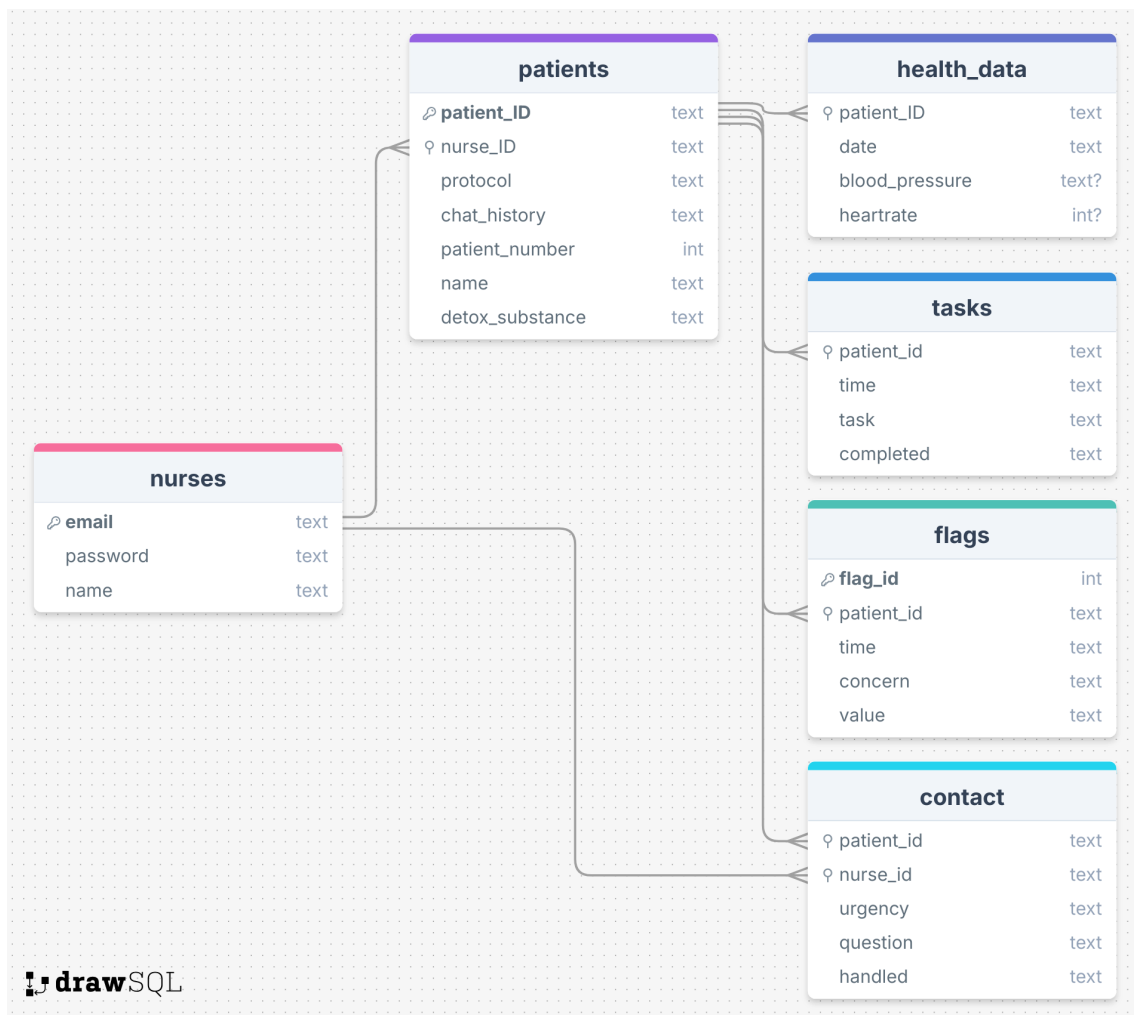 patients
patient_ID text
nurse_ID text
protocol text
chat_history text
patient_number int
name text
detox_substance text
health_data
patient_ID text
date text
blood_pressure text?
heartrate int?
tasks
patient_id text
time text
task text
completed text
nurses
email text
password text
name text
flags
flag_id int
patient_id text
time text
concern text
value text
contact
patient_id text
nurse_id text
urgency text
question text
handled text
drawSQL